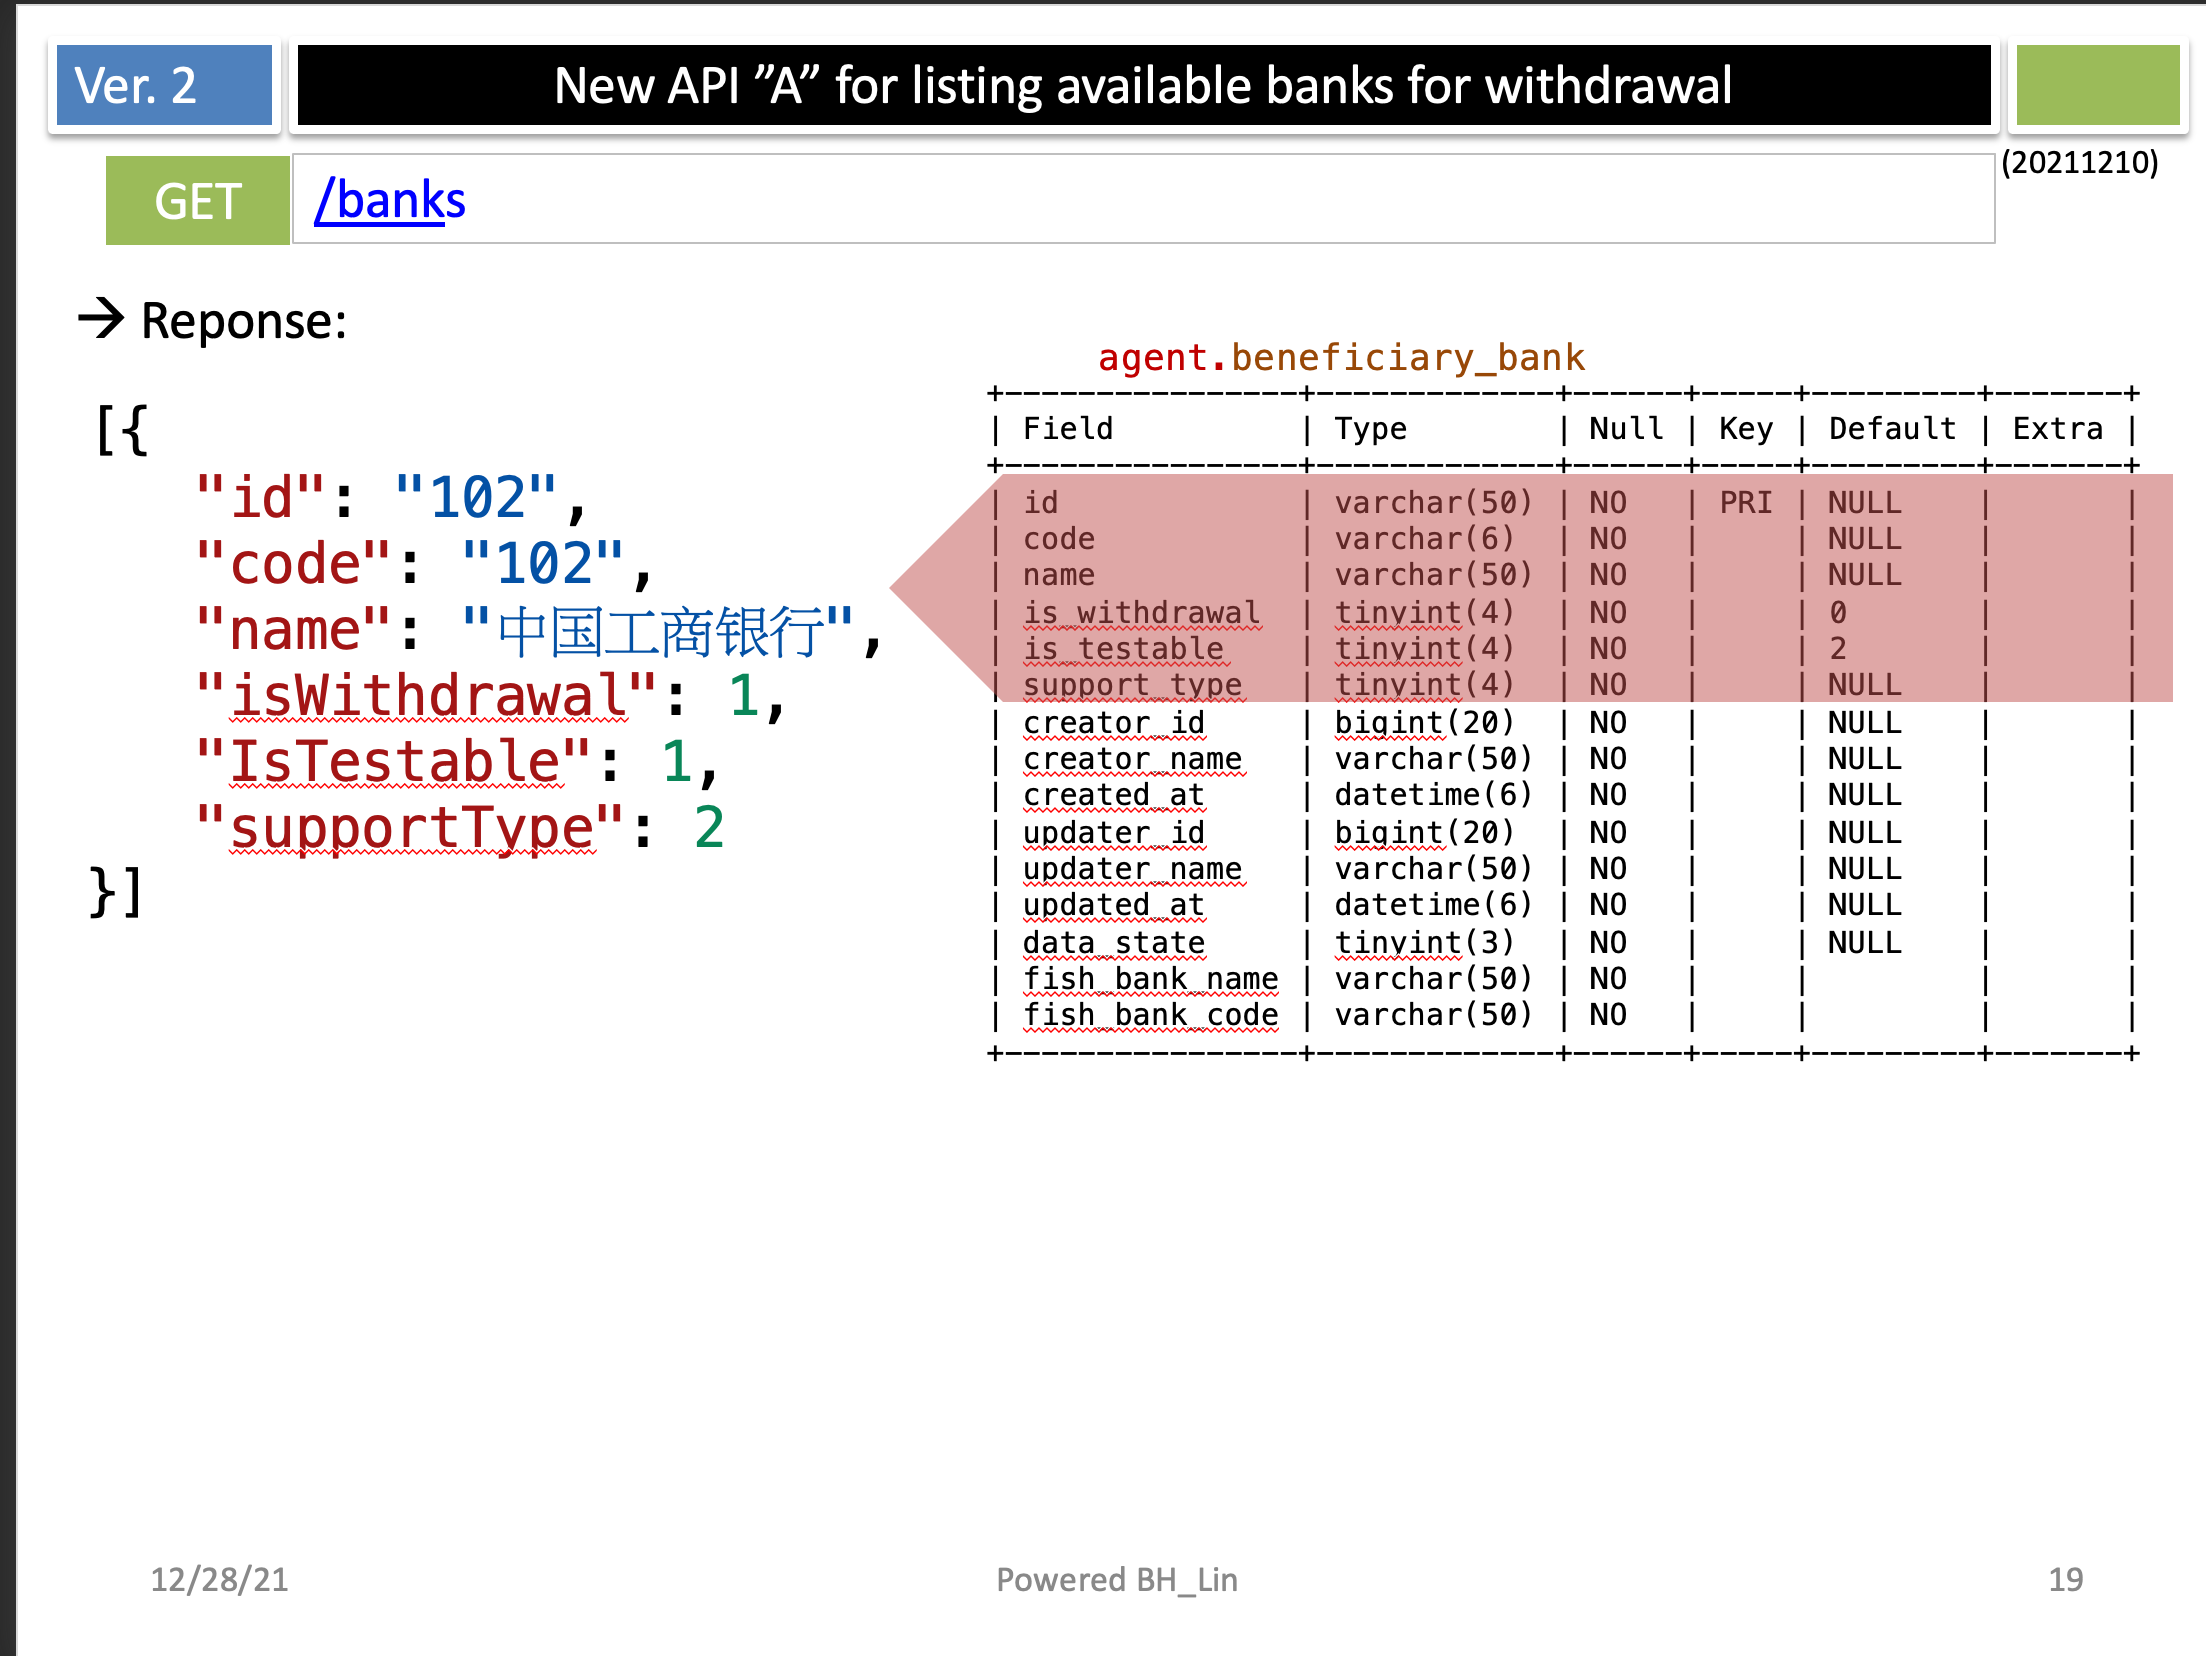 Ver. 2
New API ”A” for listing available banks for withdrawal
GET
/banks
(20211210)
→ Reponse:
[{
"id": "102",
"code": "102",
"name": "中国工商银行",
"isWithdrawal": 1,
"IsTestable": 1,
"supportType": 2
}]
agent.beneficiary_bank
+----------------+-------------+------+-----+---------+-------+
| Field | Type | Null | Key | Default | Extra |
+----------------+-------------+------+-----+---------+-------+
| id | varchar(50) | NO | PRI | NULL | |
| code | varchar(6) | NO | | NULL | |
| name | varchar(50) | NO | | NULL | |
| is_withdrawal | tinyint(4) | NO | | 0 | |
| is_testable | tinyint(4) | NO | | 2 | |
| support_type | tinyint(4) | NO | | NULL | |
| creator_id | bigint(20) | NO | | NULL | |
| creator_name | varchar(50) | NO | | NULL | |
| created_at | datetime(6) | NO | | NULL | |
| updater_id | bigint(20) | NO | | NULL | |
| updater_name | varchar(50) | NO | | NULL | |
| updated_at | datetime(6) | NO | | NULL | |
| data_state | tinyint(3) | NO | | NULL | |
| fish_bank_name | varchar(50) | NO | | | |
| fish_bank_code | varchar(50) | NO | | | |
+----------------+-------------+------+-----+---------+-------+
12/28/21
Powered BH_Lin
19